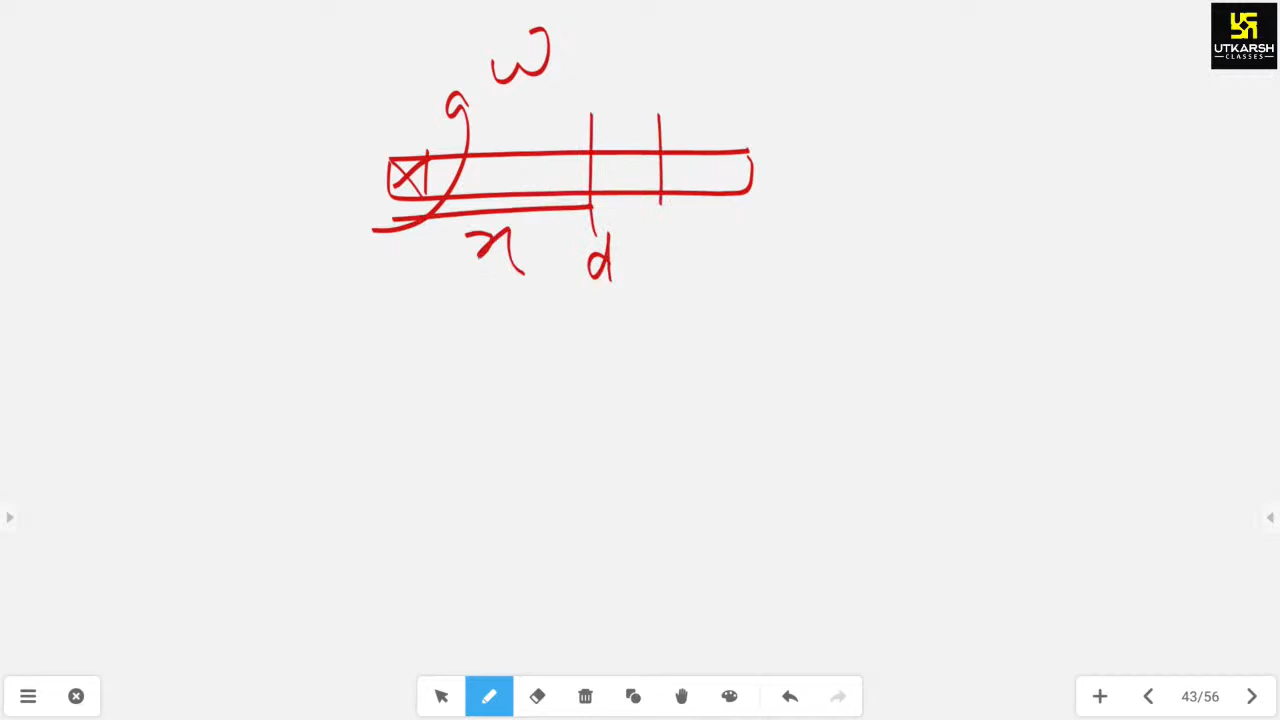 UTKARSH
CLASSES
ω
x
d
43/56